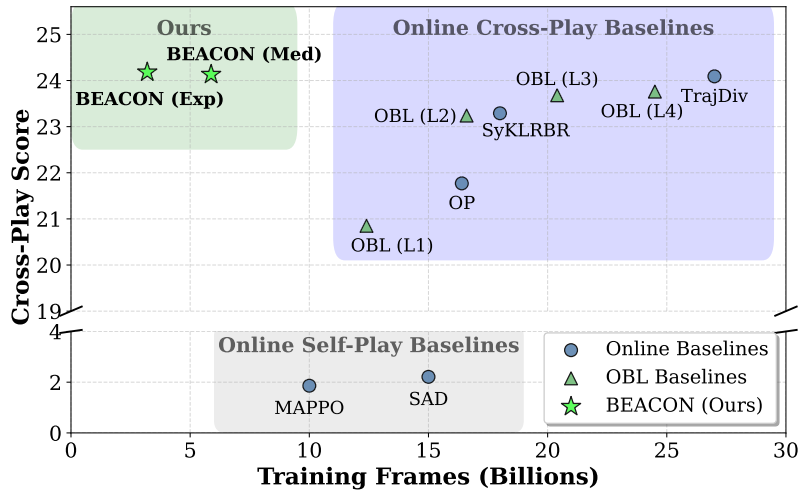 Ours
Online Cross-Play Baselines
BEACON (Med)
BEACON (Exp)
OBL (L3)
OBL (L2)
SyKLRBR
OBL (L4)
TrajDiv
OP
OBL (L1)
25
24
23
22
21
20
19
4
2
0
Cross-Play Score
Online Self-Play Baselines
MAPPO
SAD
Online Baselines
OBL Baselines
BEACON (Ours)
0 5 10 15 20 25 30
Training Frames (Billions)